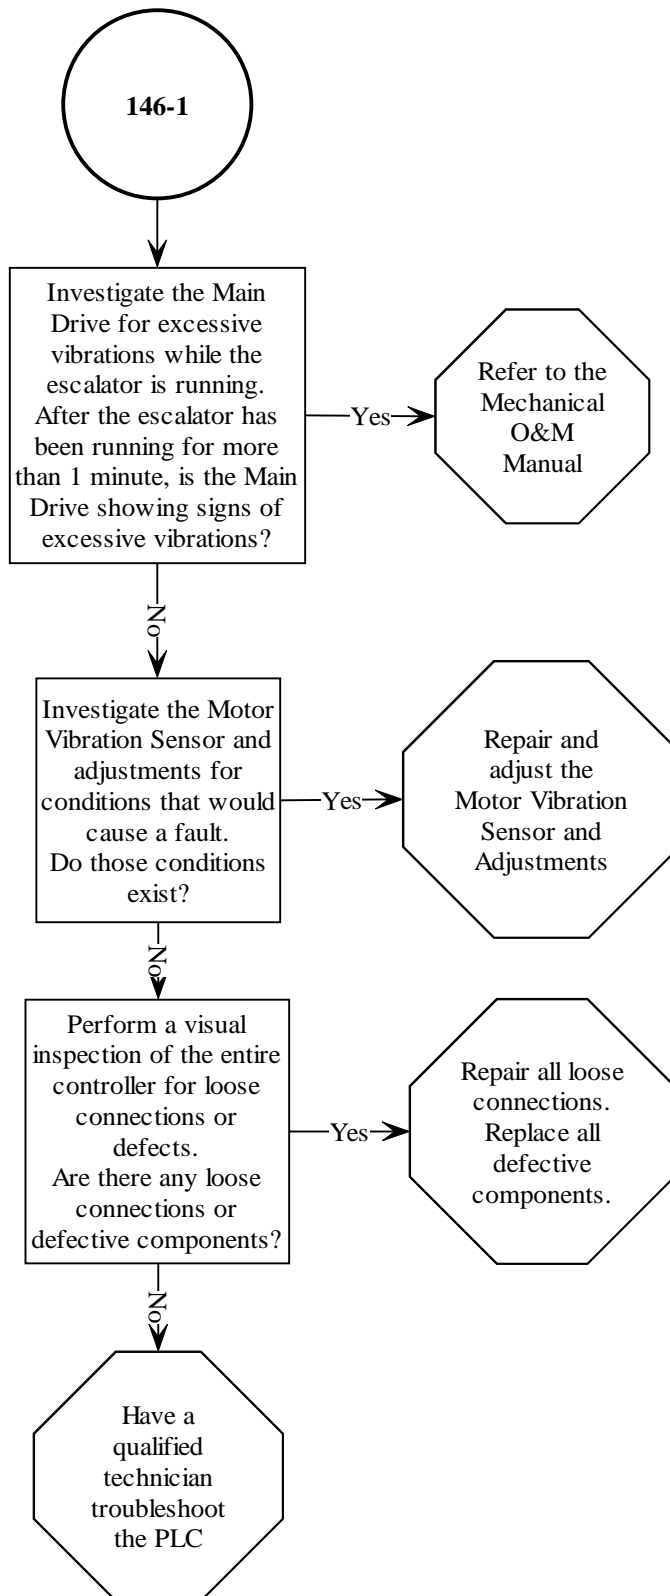 146-1
Investigate the Main
Drive for excessive
vibrations while the
escalator is running.
After the escalator has
been running for more
than 1 minute, is the Main
Drive showing signs of
excessive vibrations?
Yes
Refer to the
Mechanical
O&M
Manual
No
Investigate the Motor
Vibration Sensor and
adjustments for
conditions that would
cause a fault.
Do those conditions
exist?
Yes
Repair and
adjust the
Motor Vibration
Sensor and
Adjustments
No
Perform a visual
inspection of the entire
controller for loose
connections or
defects.
Are there any loose
connections or
defective components?
Yes
Repair all loose
connections.
Replace all
defective
components.
No
Have a
qualified
technician
troubleshoot
the PLC